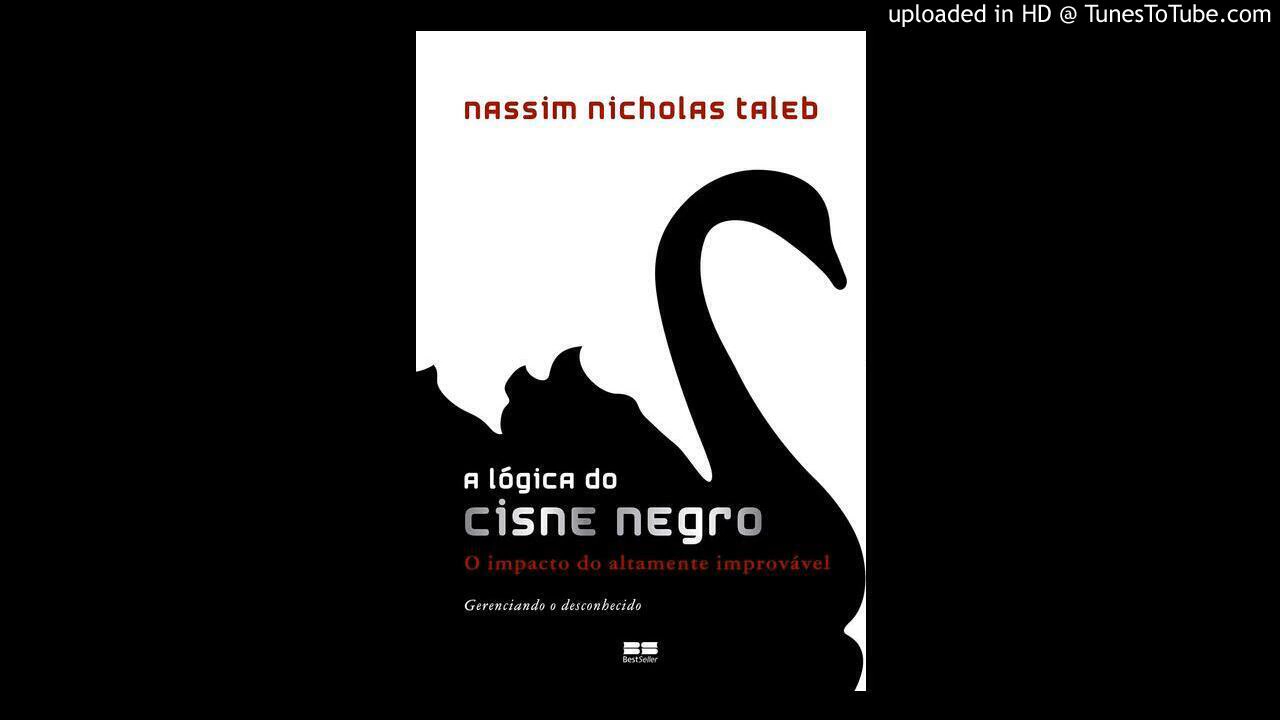 uploaded in HD @ TunesToTube.com
nassim nicholas taleb
a lógica do
cisne negro
O impacto do altamente improvável
Gerenciando o desconhecido
BS
BestSeller